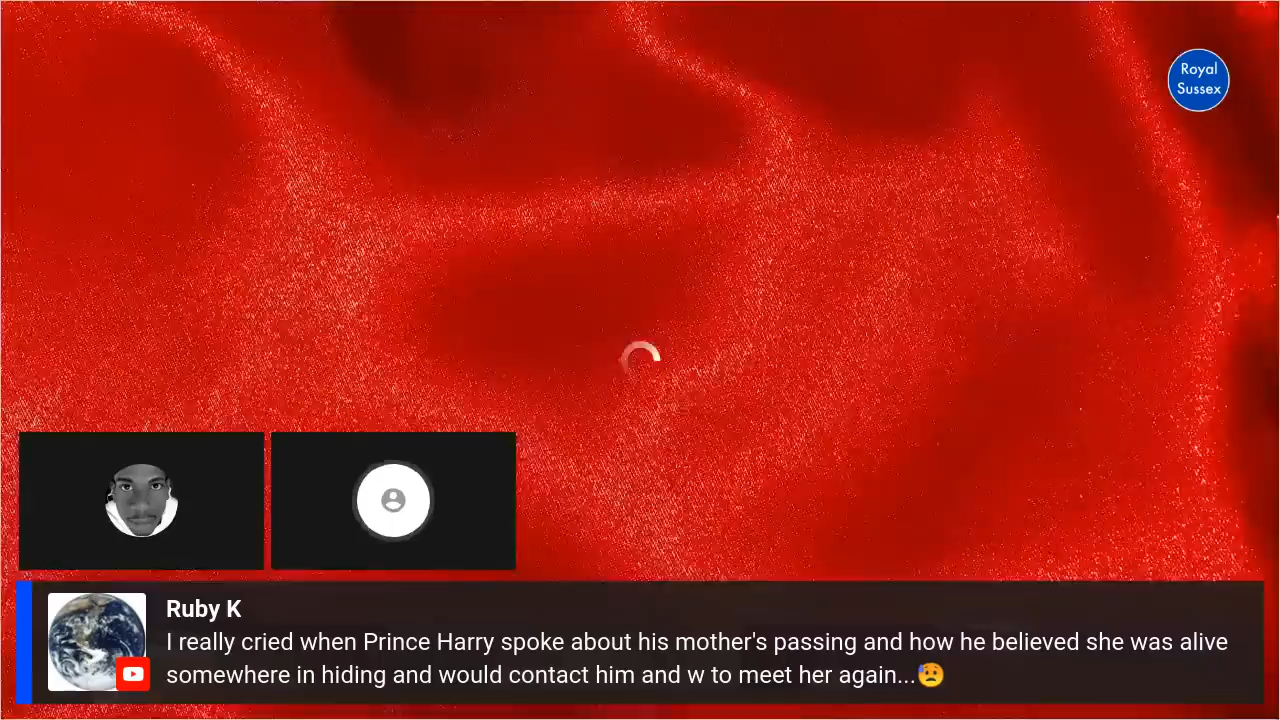 Royal
Sussex
Ruby K
I really cried when Prince Harry spoke about his mother's passing and how he believed she was alive
somewhere in hiding and would contact him and w to meet her again...😰